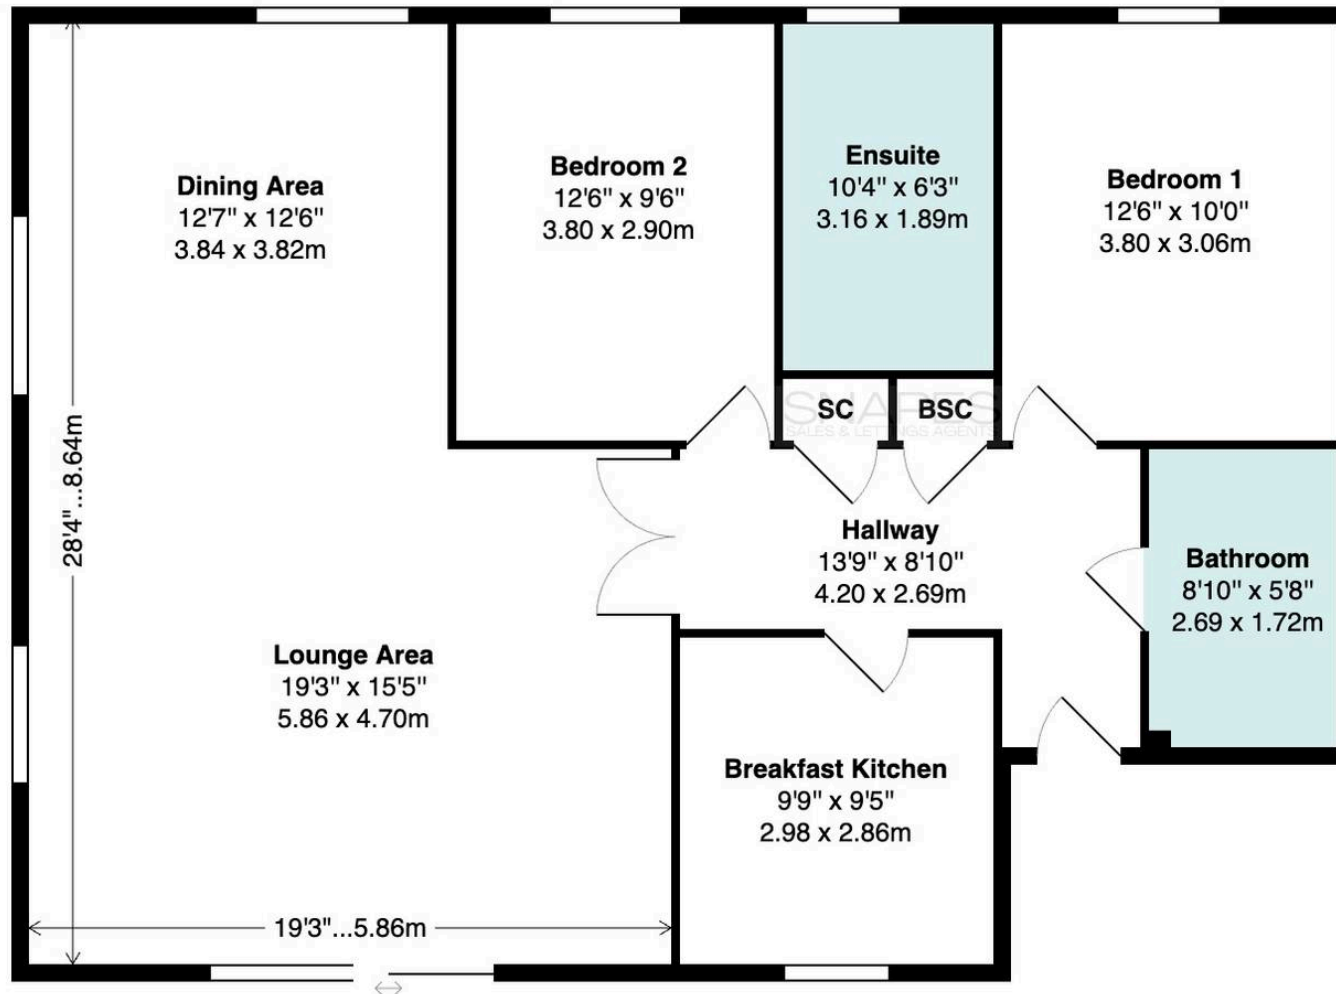 Dining Area
12'7" x 12'6"
3.84 x 3.82m
Bedroom 2
12'6" x 9'6"
3.80 x 2.90m
Ensuite
10'4" x 6'3"
3.16 x 1.89m
Bedroom 1
12'6" x 10'0"
3.80 x 3.06m
28'4"...8.64m
SC
BSC
SNAPES
SALES & LETTINGS AGENTS
Hallway
13'9" x 8'10"
4.20 x 2.69m
Bathroom
8'10" x 5'8"
2.69 x 1.72m
Lounge Area
19'3" x 15'5"
5.86 x 4.70m
Breakfast Kitchen
9'9" x 9'5"
2.98 x 2.86m
19'3"...5.86m